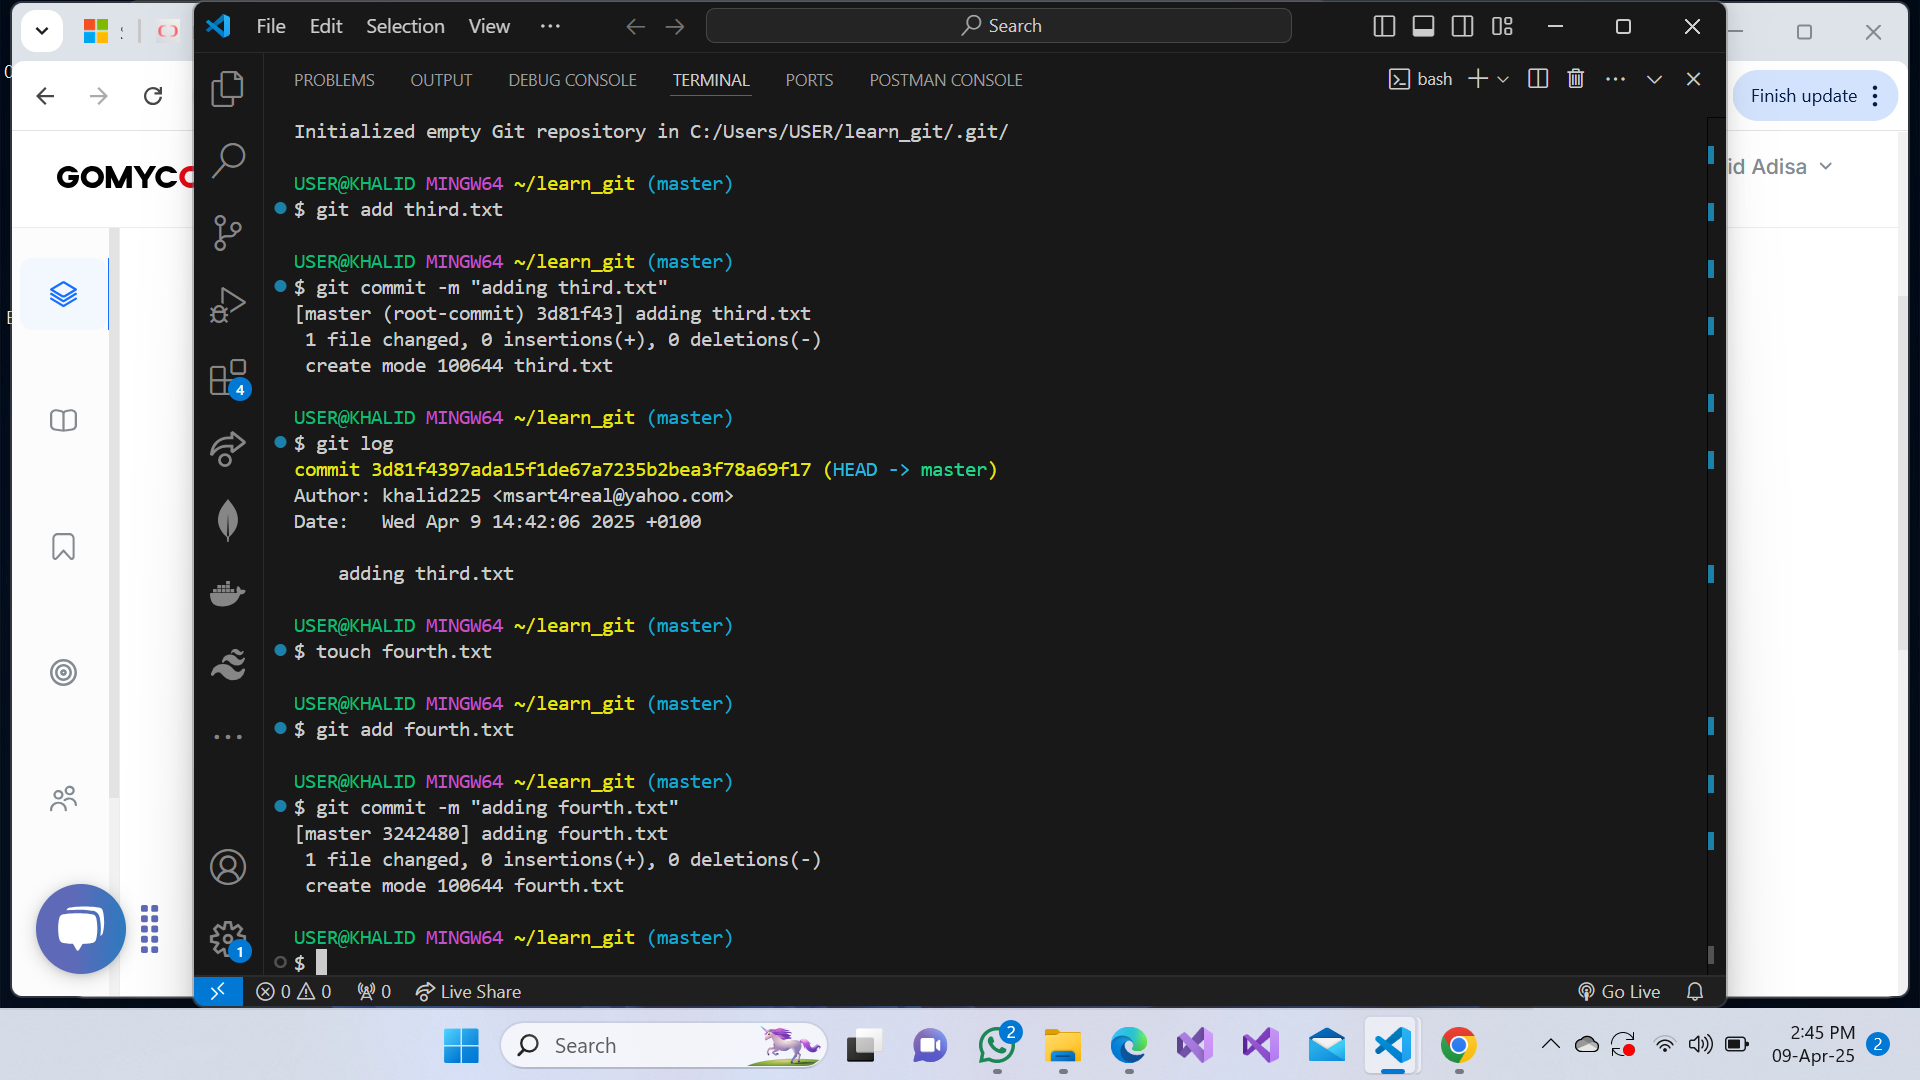 File Edit Selection View ··· Search
PROBLEMS OUTPUT DEBUG CONSOLE TERMINAL PORTS POSTMAN CONSOLE bash
Finish update
GOMYC
id Adisa
Initialized empty Git repository in C:/Users/USER/learn_git/.git/
USER@KHALID MINGW64 ~/learn_git (master)
$ git add third.txt
USER@KHALID MINGW64 ~/learn_git (master)
$ git commit -m "adding third.txt"
[master (root-commit) 3d81f43] adding third.txt
1 file changed, 0 insertions(+), 0 deletions(-)
create mode 100644 third.txt
USER@KHALID MINGW64 ~/learn_git (master)
$ git log
commit 3d81f4397ada15f1de67a7235b2bea3f78a69f17 (HEAD -> master)
Author: khalid225 <msart4real@yahoo.com>
Date:   Wed Apr 9 14:42:06 2025 +0100
adding third.txt
USER@KHALID MINGW64 ~/learn_git (master)
$ touch fourth.txt
USER@KHALID MINGW64 ~/learn_git (master)
$ git add fourth.txt
USER@KHALID MINGW64 ~/learn_git (master)
$ git commit -m "adding fourth.txt"
[master 3242480] adding fourth.txt
1 file changed, 0 insertions(+), 0 deletions(-)
create mode 100644 fourth.txt
USER@KHALID MINGW64 ~/learn_git (master)
$
4
1
0 0 0 Live Share Go Live
Search
2
2:45 PM
09-Apr-25
2